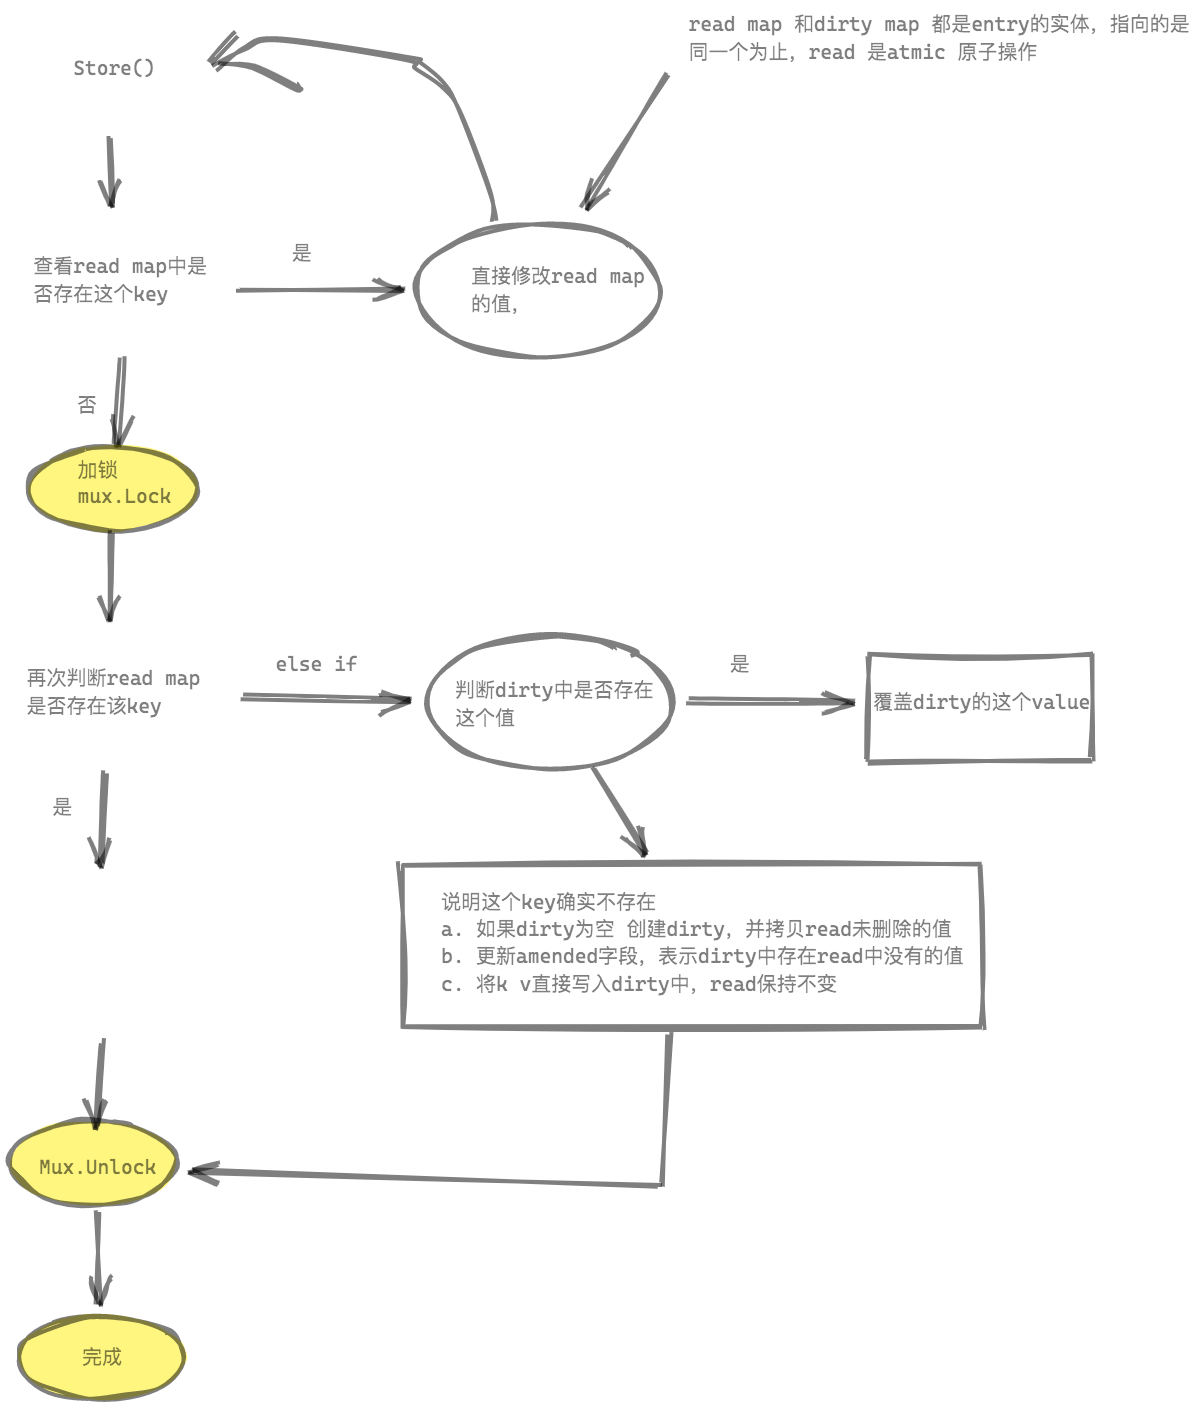 read map 和dirty map 都是entry的实体，指向的是
同一个为止，read 是atmic 原子操作
Store()
查看read map中是
否存在这个key
是
直接修改read map
的值，
否
加锁
mux.Lock
再次判断read map
是否存在该key
else if
判断dirty中是否存在
这个值
是
覆盖dirty的这个value
是
说明这个key确实不存在
a. 如果dirty为空 创建dirty，并拷贝read未删除的值
b. 更新amended字段，表示dirty中存在read中没有的值
c. 将k v直接写入dirty中，read保持不变
Mux.Unlock
完成